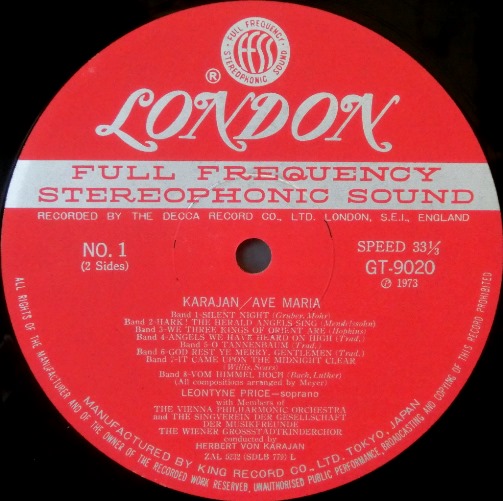 FULL FREQUENCY
ffss
STEREOPHONIC SOUND
®
LONDON
FULL FREQUENCY
STEREOPHONIC SOUND
RECORDED BY THE DECCA RECORD CO., LTD. LONDON, S.E.I., ENGLAND
NO. 1
(2 Sides)
SPEED 33⅓
GT-9020
Ⓟ 1973
KARAJAN/AVE MARIA
Band 1-SILENT NIGHT (Gruber, Mohr)
Band 2-HARK! THE HERALD ANGELS SING (Mendelssohn)
Band 3-WE THREE KINGS OF ORIENT ARE (Hopkins)
Band 4-ANGELS WE HAVE HEARD ON HIGH (Trad.)
Band 5-O TANNENBAUM (Trad.)
Band 6-GOD REST YE MERRY, GENTLEMEN (Trad.)
Band 7-IT CAME UPON THE MIDNIGHT CLEAR
(Willis, Sears)
Band 8-VOM HIMMEL HOCH (Bach, Luther)
(All compositions arranged by Meyer)
LEONTYNE PRICE—soprano
with Members of
THE VIENNA PHILHARMONIC ORCHESTRA
and THE SINGVEREIN DER GESELLSCHAFT
DER MUSIKFREUNDE
THE WIENER GROSSTADTKINDERCHOR
conducted by
HERBERT VON KARAJAN
ZAL 5232 (SDLB 779) L
ALL RIGHTS OF THE MANUFACTURER AND OF THE OWNER OF THE RECORDED WORK RESERVED, UNAUTHORISED PUBLIC PERFORMANCE, BROADCASTING AND COPYING OF THIS RECORD PROHIBITED
MANUFACTURED BY KING RECORD CO., LTD. TOKYO, JAPAN